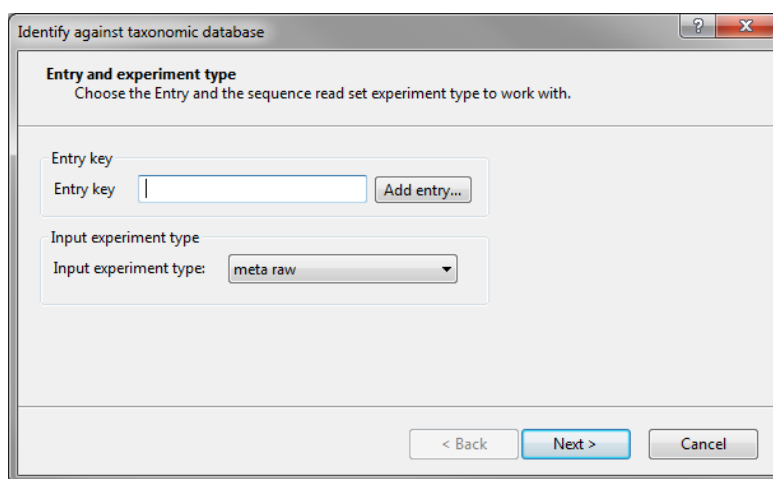 Identify against taxonomic database
?
X
Entry and experiment type
Choose the Entry and the sequence read set experiment type to work with.
Entry key
Entry key
Add entry...
Input experiment type
Input experiment type: meta raw
< Back Next > Cancel